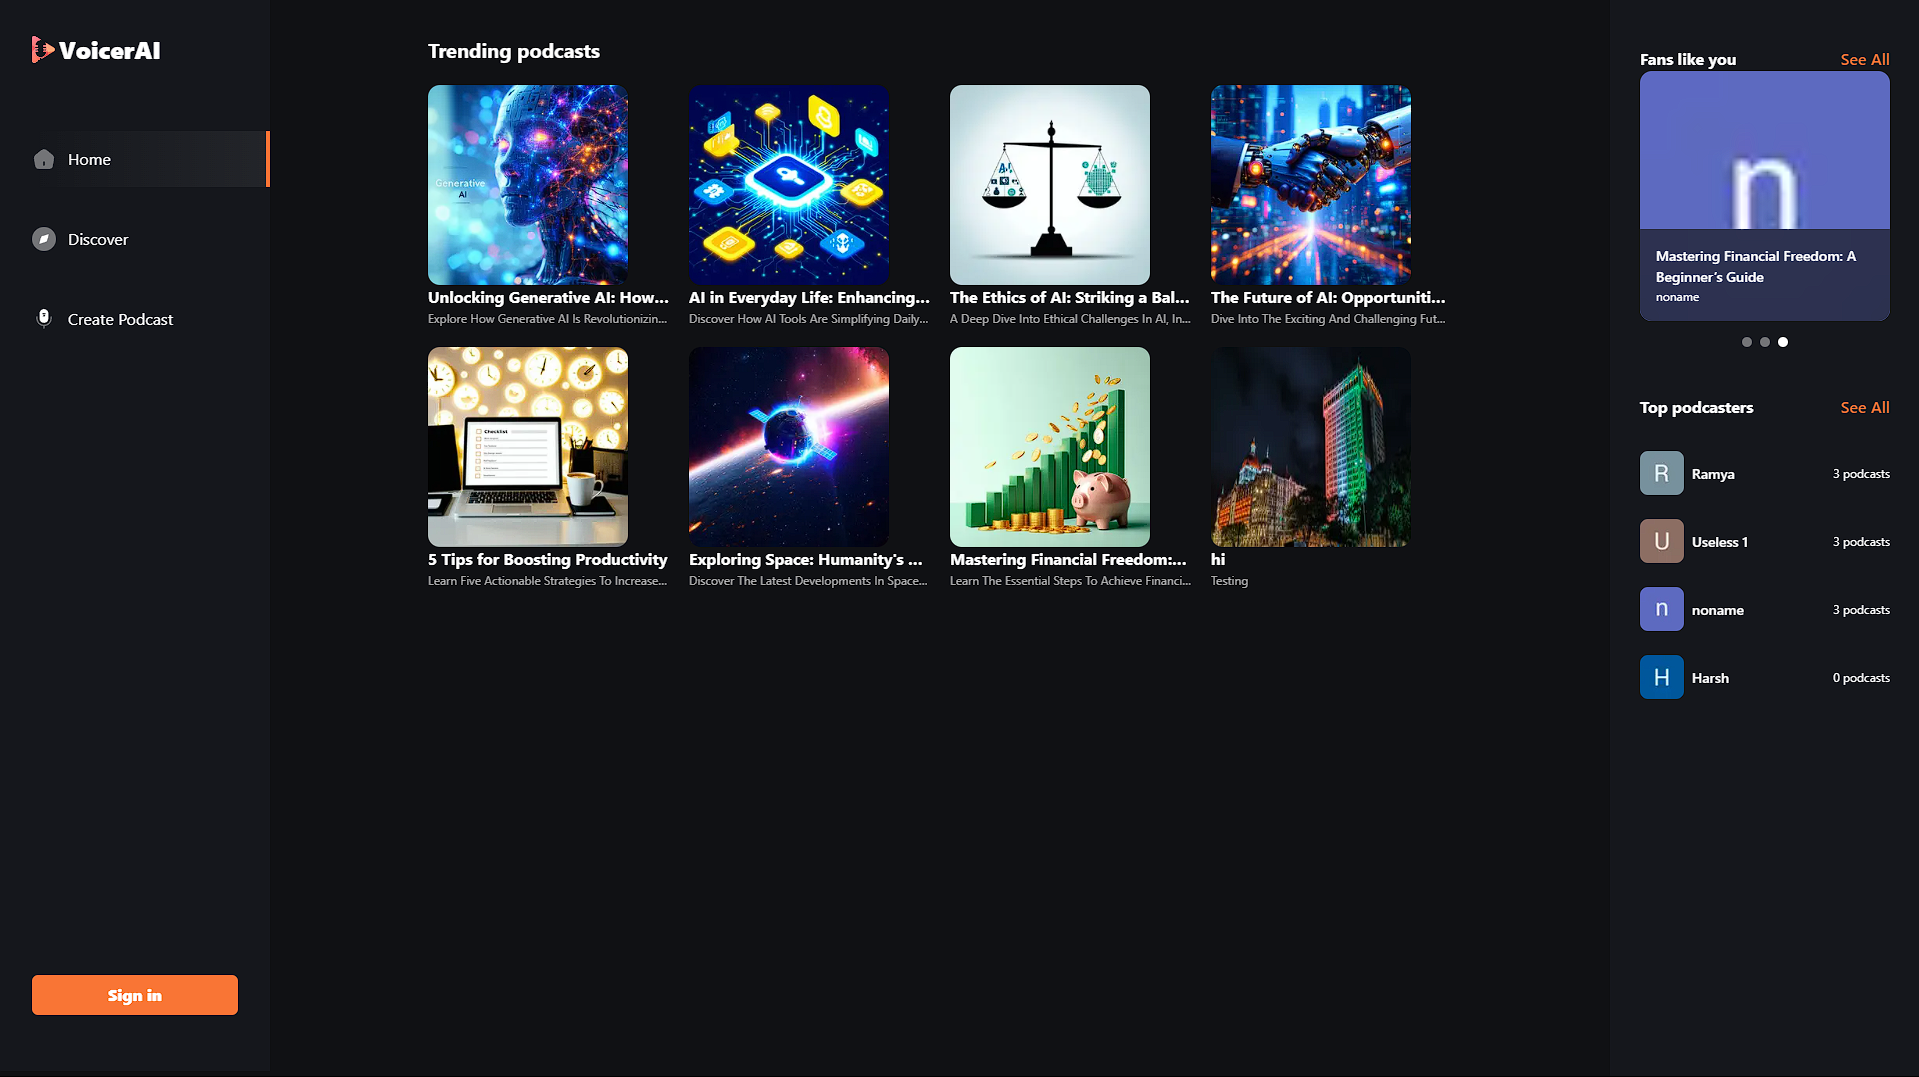 VoicerAI
Home
Discover
Create Podcast
Sign in
Trending podcasts
Generative
AI
AI
Unlocking Generative AI: How...
Explore How Generative AI Is Revolutionizin...
AI in Everyday Life: Enhancing...
Discover How AI Tools Are Simplifying Daily...
The Ethics of AI: Striking a Bal...
A Deep Dive Into Ethical Challenges In AI, In...
The Future of AI: Opportuniti...
Dive Into The Exciting And Challenging Fut...
Checklist
5 Tips for Boosting Productivity
Learn Five Actionable Strategies To Increase...
Exploring Space: Humanity's ...
Discover The Latest Developments In Space...
Mastering Financial Freedom:...
Learn The Essential Steps To Achieve Financi...
hi
Testing
Fans like you
See All
n
Mastering Financial Freedom: A
Beginner's Guide
noname
Top podcasters
See All
R
Ramya
3 podcasts
U
Useless 1
3 podcasts
n
noname
3 podcasts
H
Harsh
0 podcasts